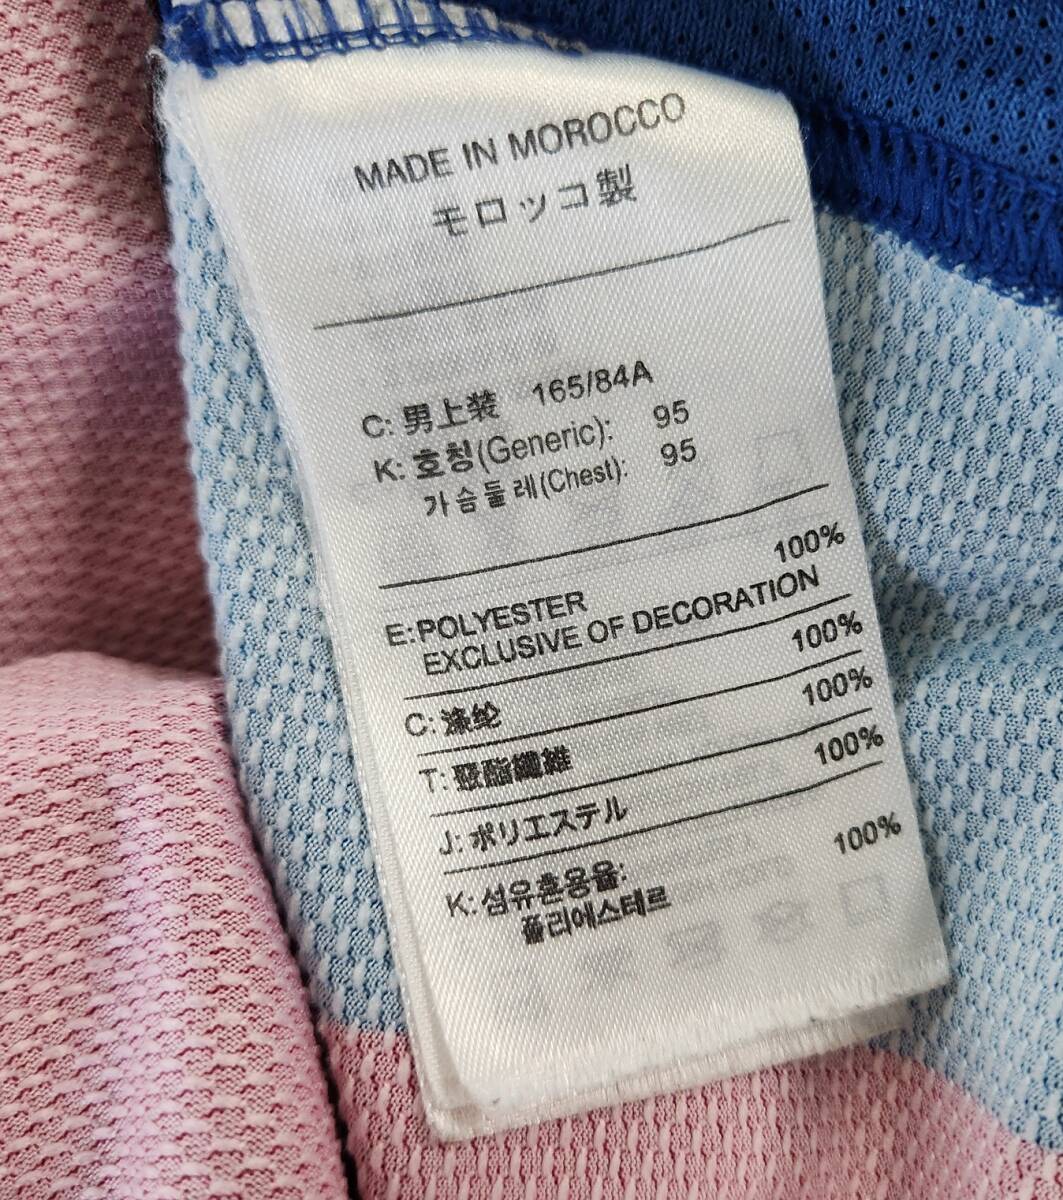 MADE IN MOROCCO
モロッコ製
C: 男上装 165/84A
K: 호칭(Generic): 95
가슴둘레(Chest): 95
E:POLYESTER 100%
EXCLUSIVE OF DECORATION
C: 涤纶 100%
T: 聚酯纖維 100%
J: ポリエステル 100%
K: 섬유혼용율: 100%
폴리에스테르